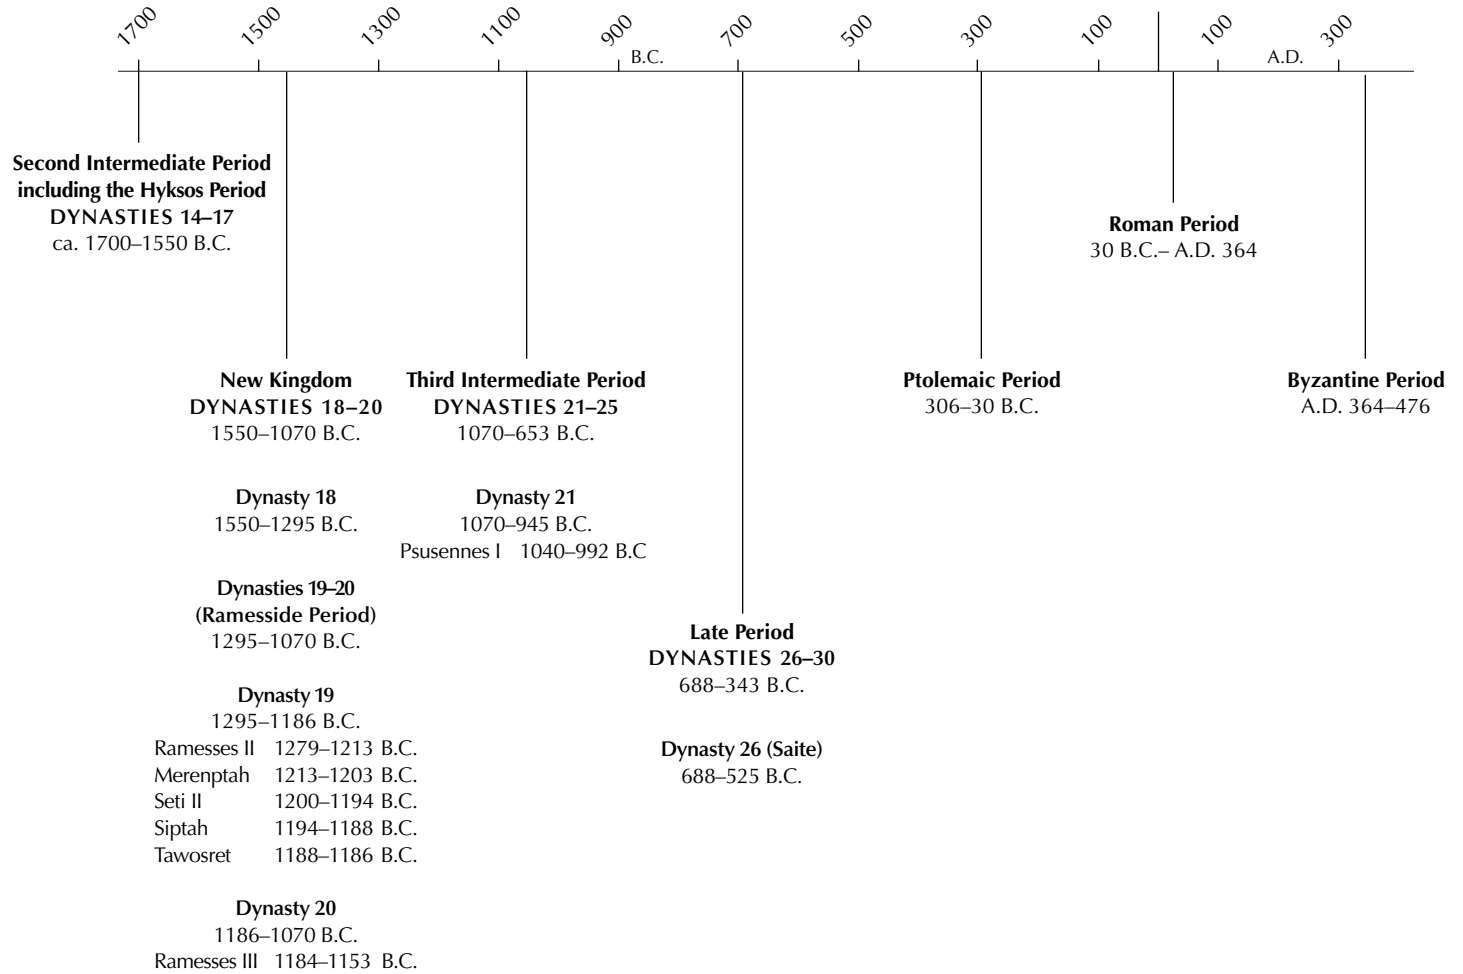 1700 1500 1300 1100 900 700 500 300 100 100 300
B.C. A.D.
Second Intermediate Period
including the Hyksos Period
DYNASTIES 14–17
ca. 1700–1550 B.C.
Roman Period
30 B.C.– A.D. 364
New Kingdom
DYNASTIES 18–20
1550–1070 B.C.
Dynasty 18
1550–1295 B.C.
Dynasties 19–20
(Ramesside Period)
1295–1070 B.C.
Dynasty 19
1295–1186 B.C.
Ramesses II 1279–1213 B.C.
Merenptah 1213–1203 B.C.
Seti II 1200–1194 B.C.
Siptah 1194–1188 B.C.
Tawosret 1188–1186 B.C.
Dynasty 20
1186–1070 B.C.
Ramesses III 1184–1153 B.C.
Third Intermediate Period
DYNASTIES 21–25
1070–653 B.C.
Dynasty 21
1070–945 B.C.
Psusennes I 1040–992 B.C
Late Period
DYNASTIES 26–30
688–343 B.C.
Dynasty 26 (Saite)
688–525 B.C.
Ptolemaic Period
306–30 B.C.
Byzantine Period
A.D. 364–476